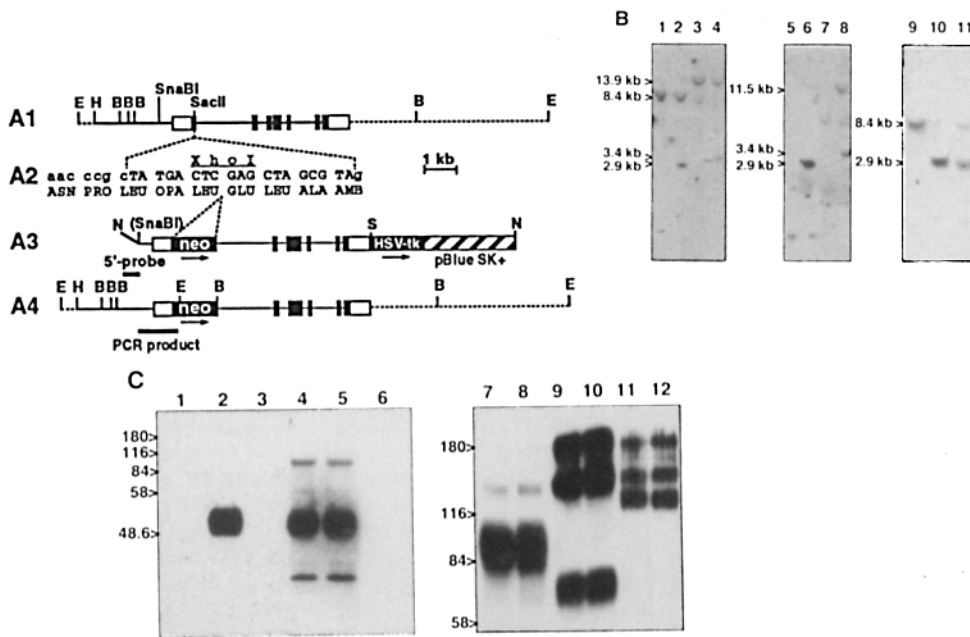 B
1 2 3 4
13.9 kb>
8.4 kb>
3.4 kb>
2.9 kb>
5 6 7 8
11.5 kb>
3.4 kb>
2.9 kb>
9 10 11
8.4 kb>
2.9 kb>
A1
E H BBB SnaBI SacII B E
1 kb
A2
XhoI
aac ccg cTA TGA CTC GAG CTA GCG TAg
ASN PRO LEU OPA LEU GLU LEU ALA AMB
A3
N (SnaBI) S N
neo HSV-tk
5'-probe pBlue SK+
A4
E H BBB E B B E
neo
PCR product
C
1 2 3 4 5 6
180>
116>
84>
58>
48.6>
7 8 9 10 11 12
180>
116>
84>
58>